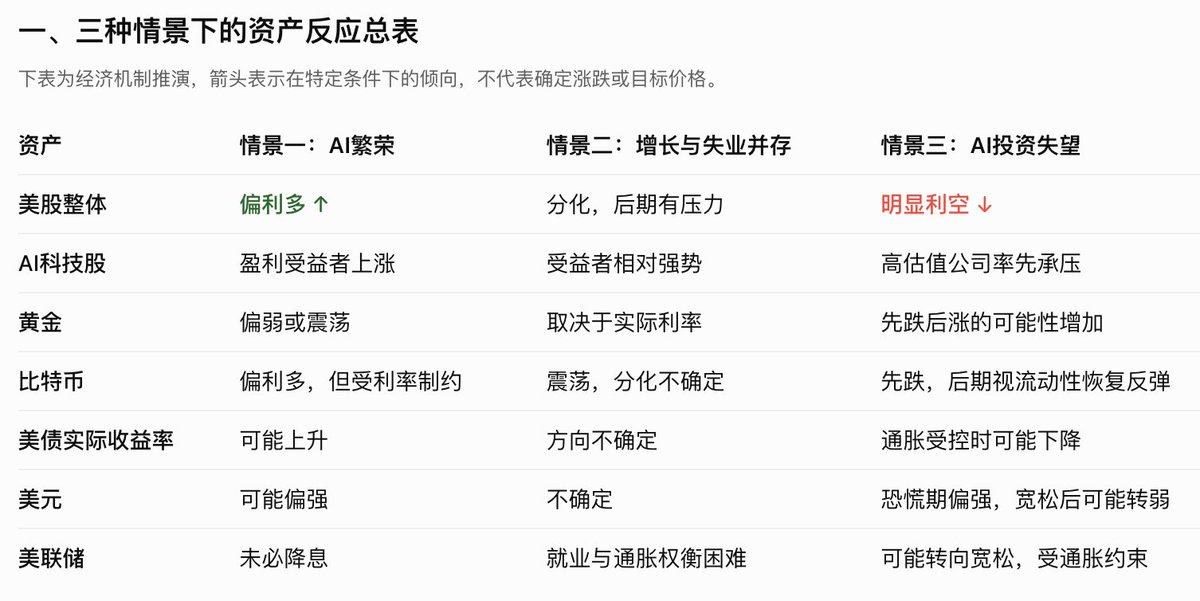 一、三种情景下的资产反应总表
下表为经济机制推演，箭头表示在特定条件下的倾向，不代表确定涨跌或目标价格。
资产 情景一：AI繁荣 情景二：增长与失业并存 情景三：AI投资失望
美股整体 偏利多 ↑ 分化，后期有压力 明显利空 ↓
AI科技股 盈利受益者上涨 受益者相对强势 高估值公司率先承压
黄金 偏弱或震荡 取决于实际利率 先跌后涨的可能性增加
比特币 偏利多，但受利率制约 震荡，分化不确定 先跌，后期视流动性恢复反弹
美债实际收益率 可能上升 方向不确定 通胀受控时可能下降
美元 可能偏强 不确定 恐慌期偏强，宽松后可能转弱
美联储 未必降息 就业与通胀权衡困难 可能转向宽松，受通胀约束